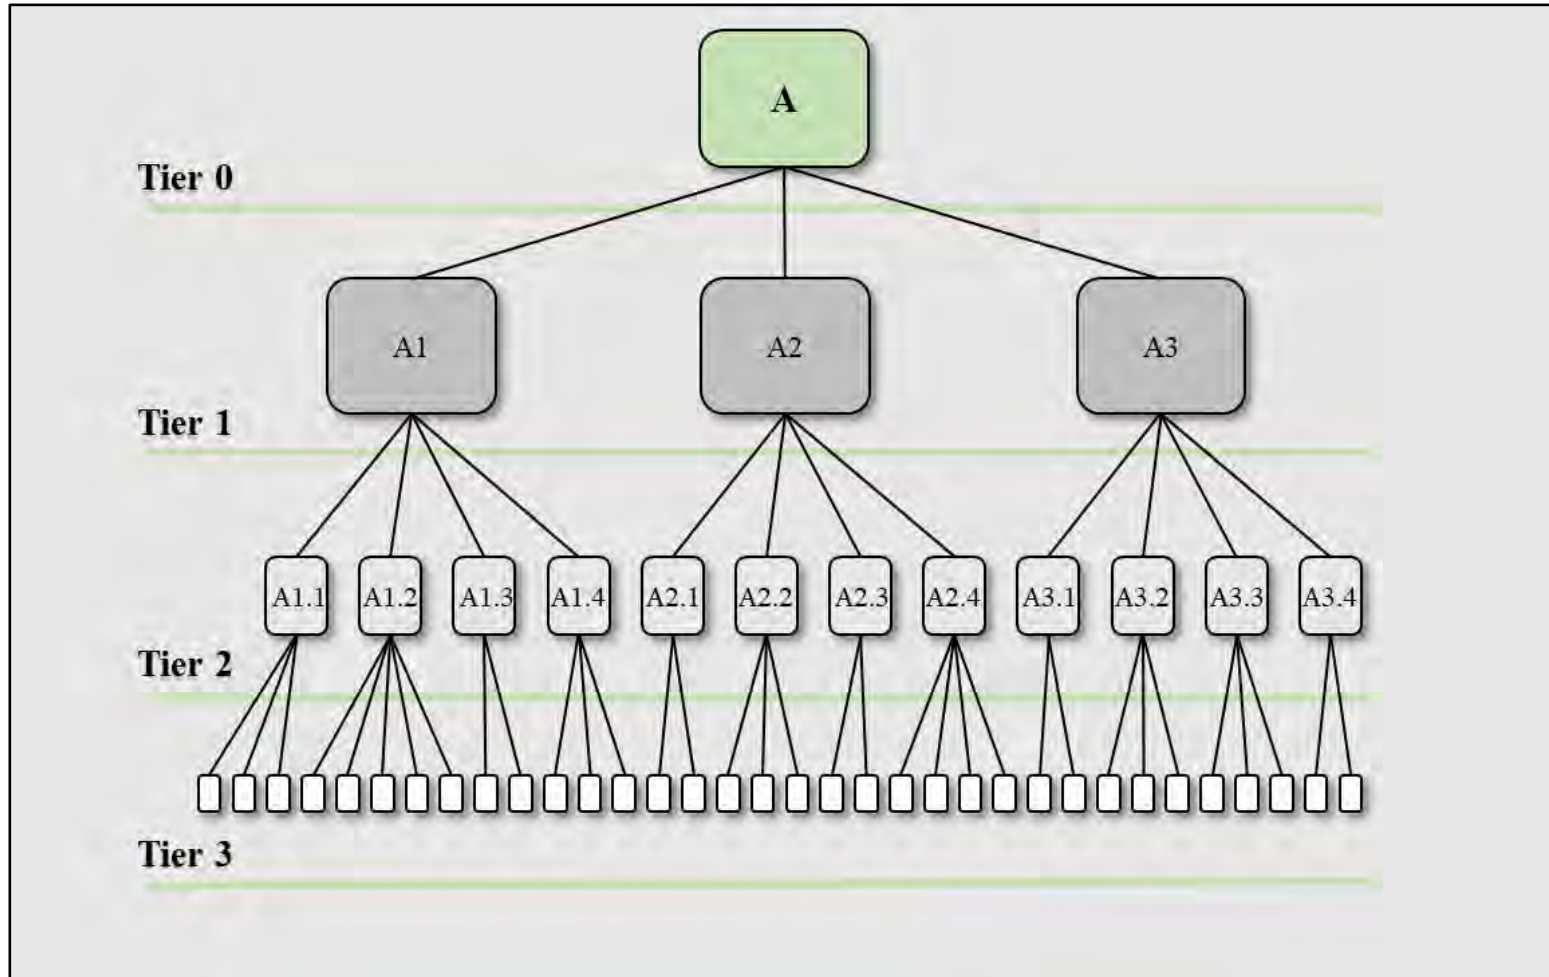 A
Tier 0
A1 A2 A3
Tier 1
A1.1 A1.2 A1.3 A1.4 A2.1 A2.2 A2.3 A2.4 A3.1 A3.2 A3.3 A3.4
Tier 2
Tier 3